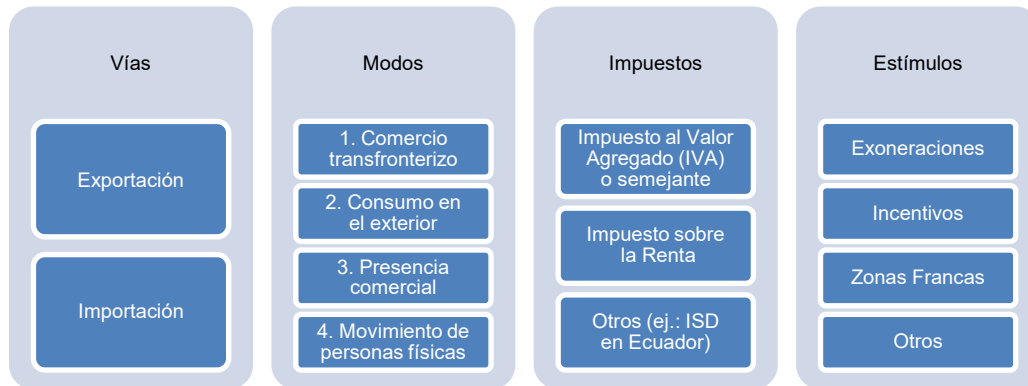 Vías
Exportación
Importación
Modos
1. Comercio
transfronterizo
2. Consumo en
el exterior
3. Presencia
comercial
4. Movimiento de
personas físicas
Impuestos
Impuesto al Valor
Agregado (IVA)
o semejante
Impuesto sobre
la Renta
Otros (ej.: ISD
en Ecuador)
Estímulos
Exoneraciones
Incentivos
Zonas Francas
Otros